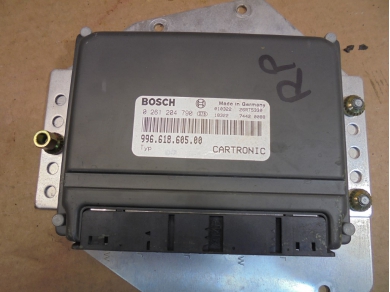 BOSCH
Made in Germany
0 261 204 790
996.618.605.00
Typ
CARTRONIC
RP